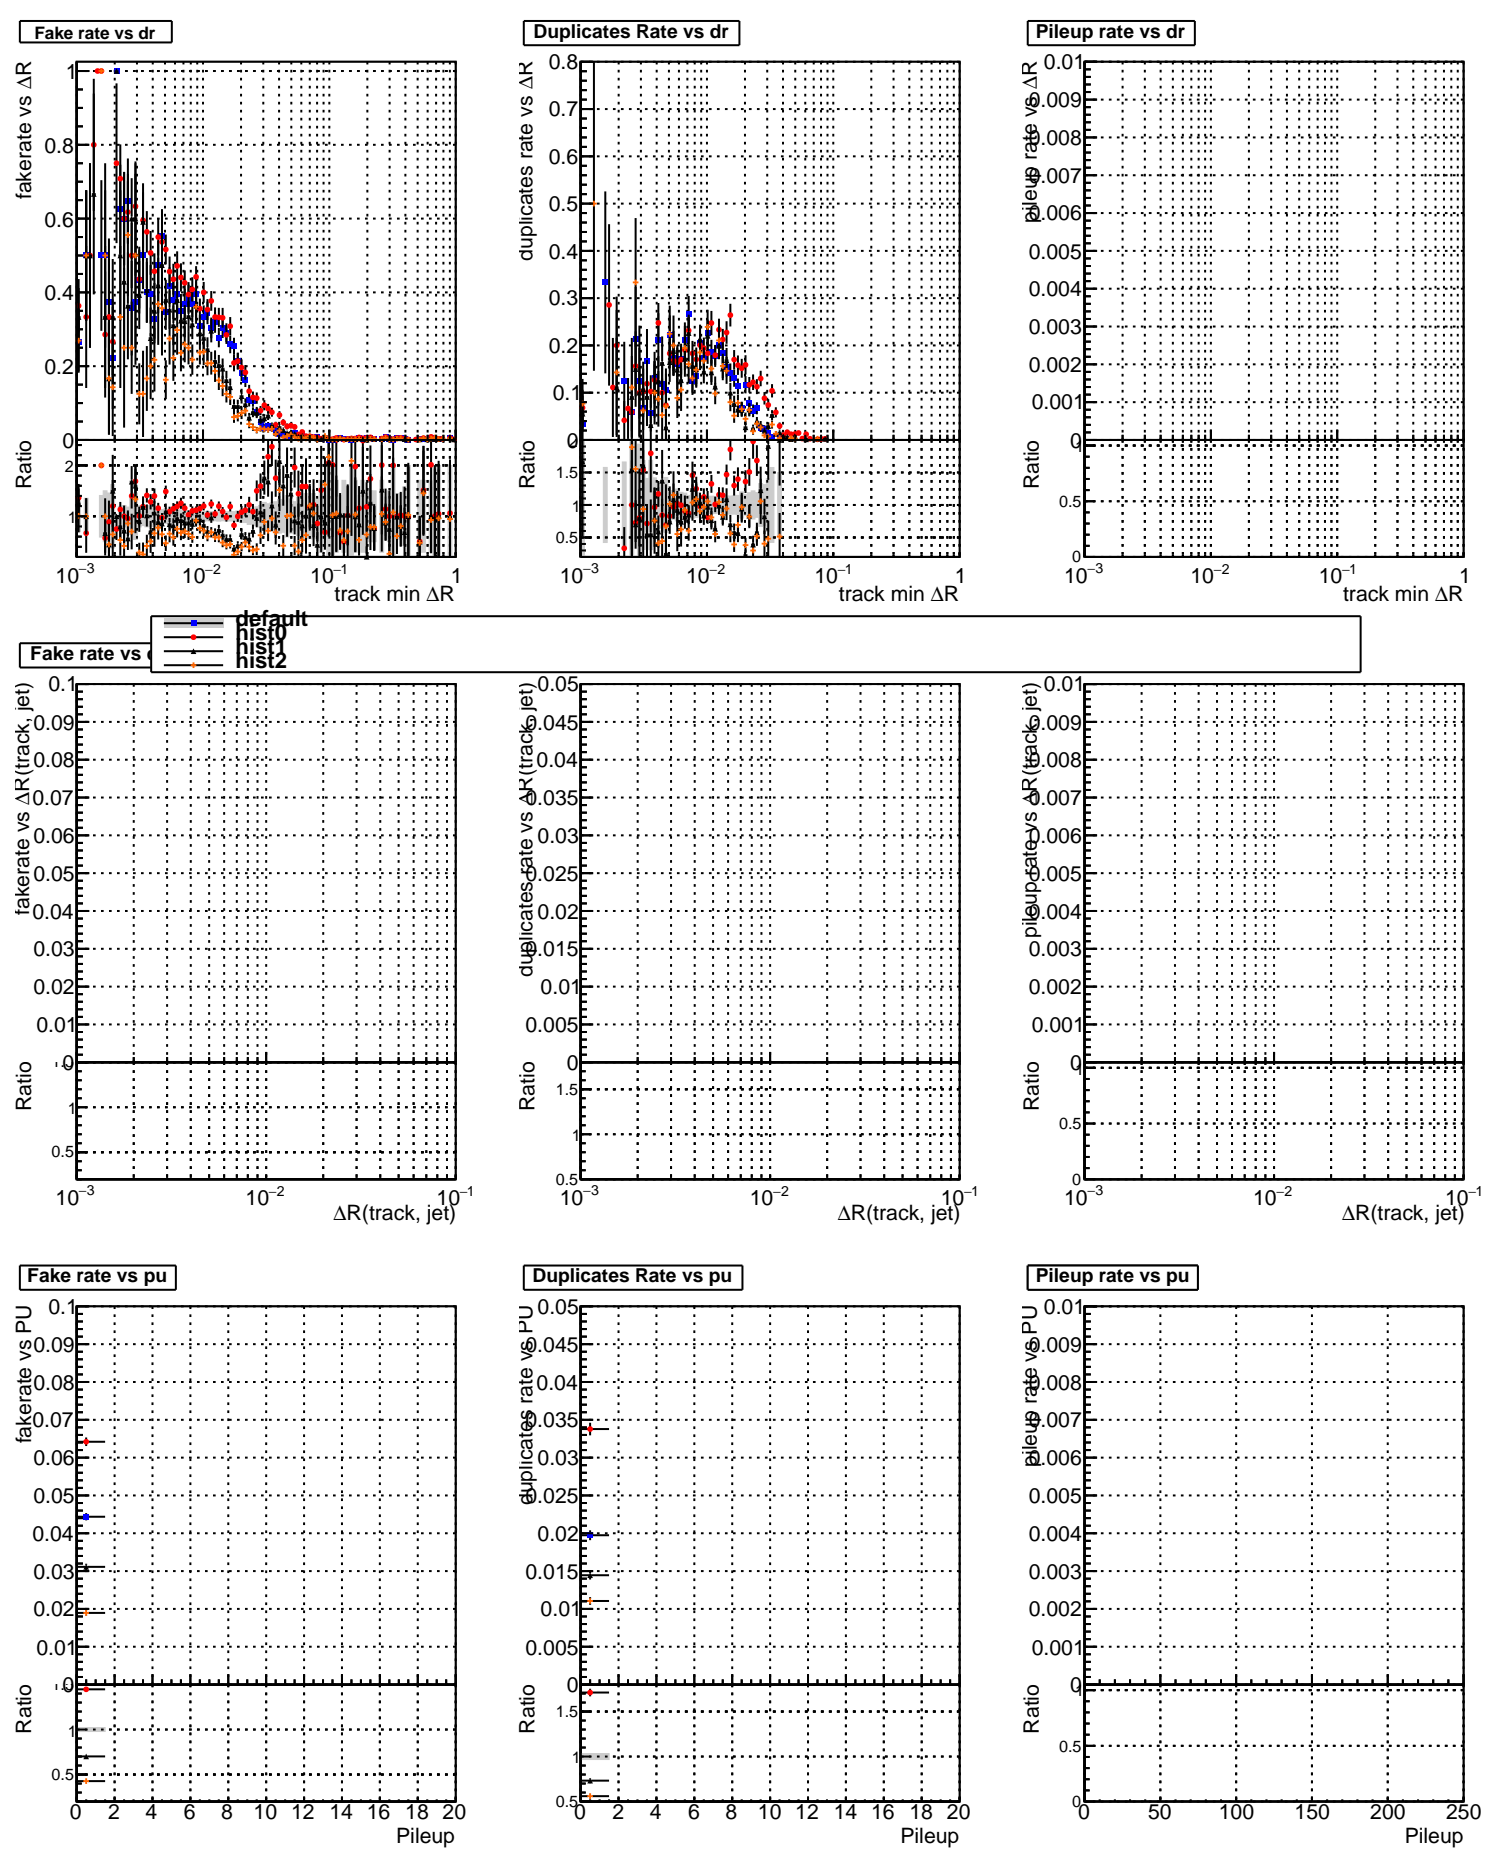 Fake rate vs dr
Duplicates Rate vs dr
Pileup rate vs dr
fakerate vs ΔR
1
0.8
0.6
0.4
0.2
0
Ratio
2
1
10⁻³ 10⁻² 10⁻¹ 1
track min ΔR
duplicates rate vs ΔR
0.8
0.7
0.6
0.5
0.4
0.3
0.2
0.1
0
Ratio
1.5
1
0.5
10⁻³ 10⁻² 10⁻¹ 1
track min ΔR
pileup rate vs ΔR
0.01
0.009
0.008
0.007
0.006
0.005
0.004
0.003
0.002
0.001
0
Ratio
1
0.5
0
10⁻³ 10⁻² 10⁻¹ 1
track min ΔR
default
hist0
hist1
hist2
Fake rate vs
fakerate vs ΔR(track, jet)
0.1
0.09
0.08
0.07
0.06
0.05
0.04
0.03
0.02
0.01
0
Ratio
1
0.5
10⁻³ 10⁻² 10⁻¹
ΔR(track, jet)
duplicates rate vs ΔR(track, jet)
0.05
0.045
0.04
0.035
0.03
0.025
0.02
0.015
0.01
0.005
0
Ratio
1.5
1
0.5
10⁻³ 10⁻² 10⁻¹
ΔR(track, jet)
pileup rate vs ΔR(track, jet)
0.01
0.009
0.008
0.007
0.006
0.005
0.004
0.003
0.002
0.001
0
Ratio
1
0.5
0
10⁻³ 10⁻² 10⁻¹
ΔR(track, jet)
Fake rate vs pu
Duplicates Rate vs pu
Pileup rate vs pu
fakerate vs PU
0.1
0.09
0.08
0.07
0.06
0.05
0.04
0.03
0.02
0.01
0
Ratio
1
0.5
0 2 4 6 8 10 12 14 16 18 20
Pileup
duplicates rate vs PU
0.05
0.045
0.04
0.035
0.03
0.025
0.02
0.015
0.01
0.005
0
Ratio
1.5
1
0.5
0 2 4 6 8 10 12 14 16 18 20
Pileup
pileup rate vs PU
0.01
0.009
0.008
0.007
0.006
0.005
0.004
0.003
0.002
0.001
0
Ratio
1
0.5
0
0 50 100 150 200 250
Pileup